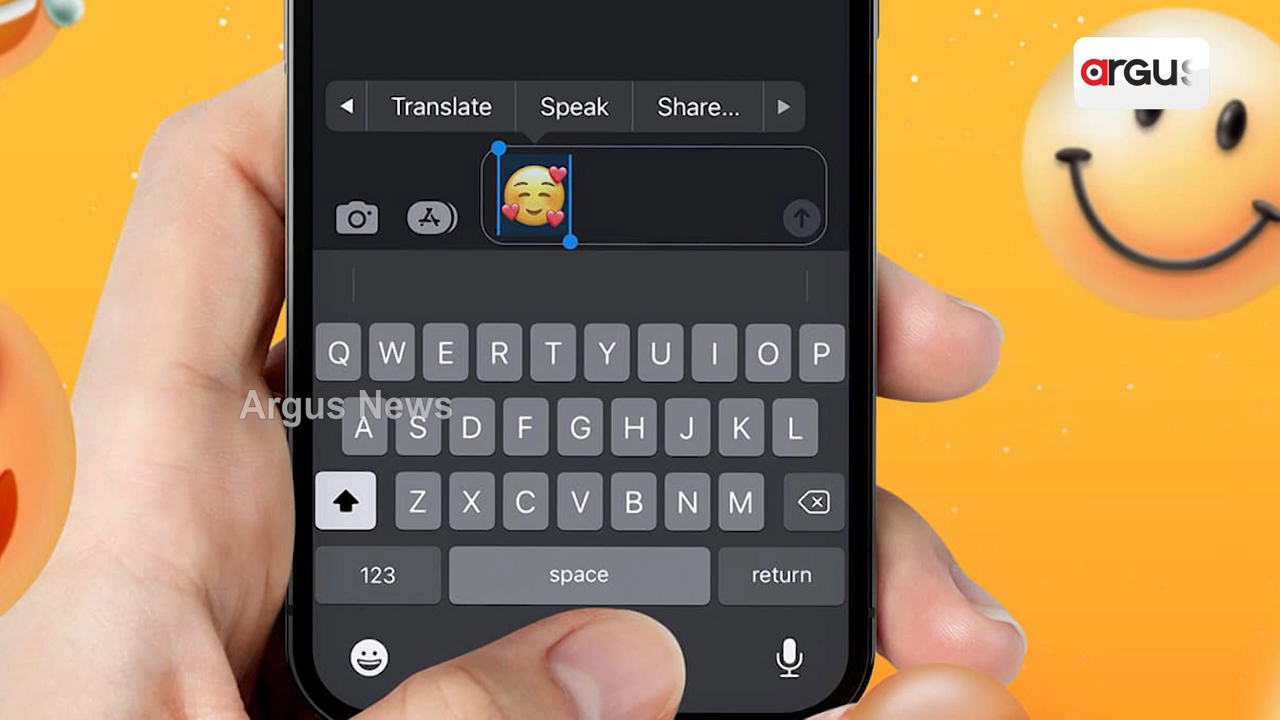 argus
Translate Speak Share...
Q W E R T Y U I O P
Argus News
A S D F G H J K L
Z X C V B N M
123 space return